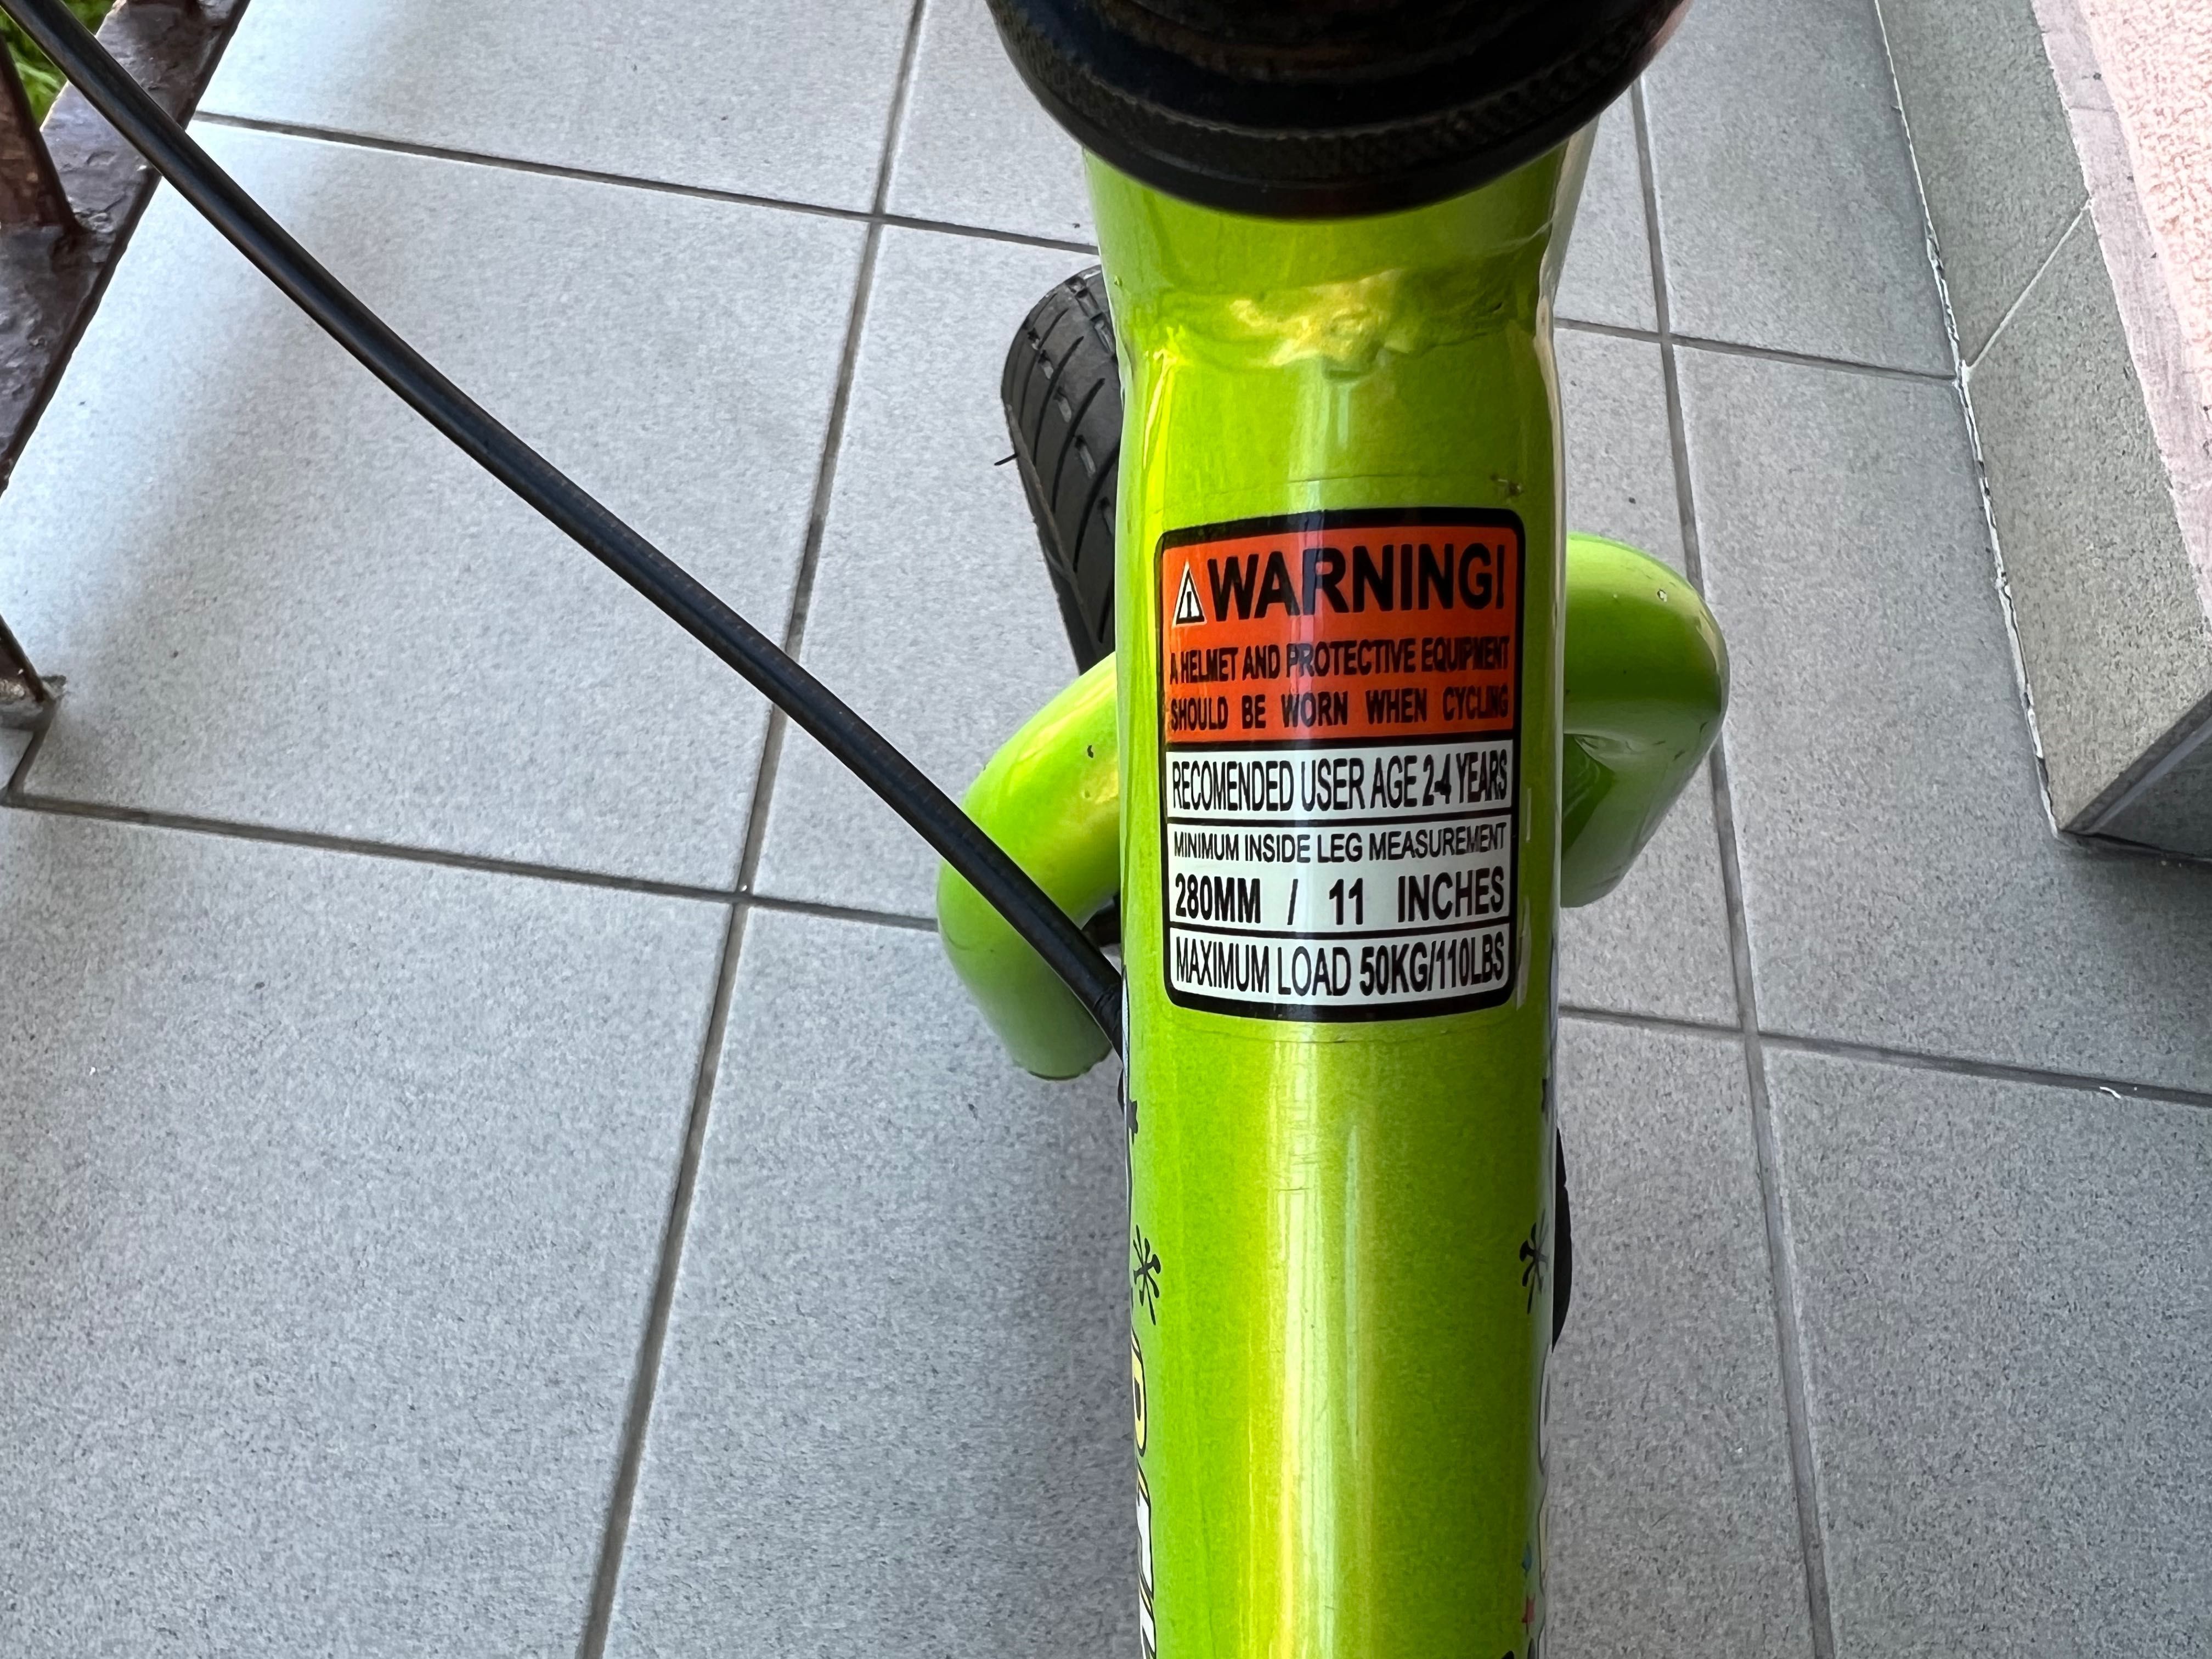 WARNING!
A HELMET AND PROTECTIVE EQUIPMENT
SHOULD BE WORN WHEN CYCLING
RECOMENDED USER AGE 2-4 YEARS
MINIMUM INSIDE LEG MEASUREMENT
280MM / 11 INCHES
MAXIMUM LOAD 50KG/110LBS